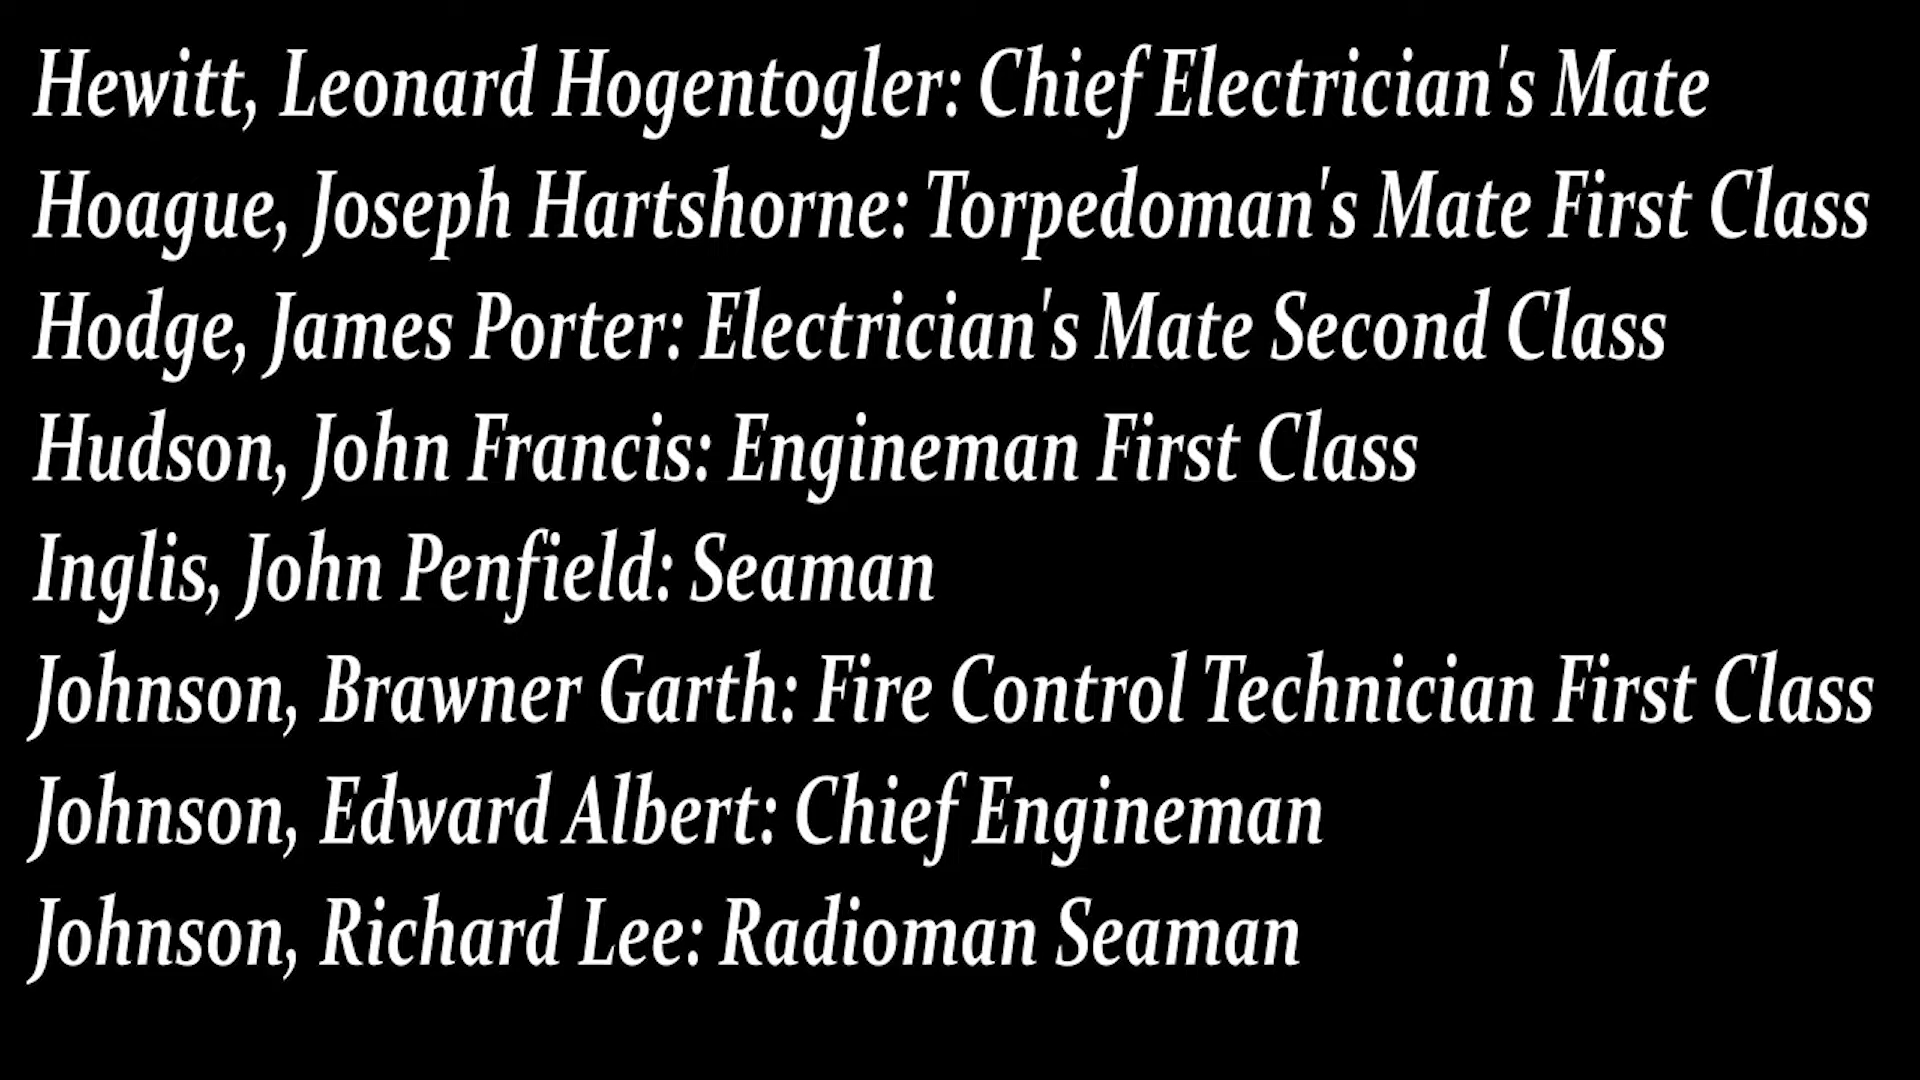 Hewitt, Leonard Hogentogler: Chief Electrician's Mate
Hoague, Joseph Hartshorne: Torpedoman's Mate First Class
Hodge, James Porter: Electrician's Mate Second Class
Hudson, John Francis: Engineman First Class
Inglis, John Penfield: Seaman
Johnson, Brawner Garth: Fire Control Technician First Class
Johnson, Edward Albert: Chief Engineman
Johnson, Richard Lee: Radioman Seaman